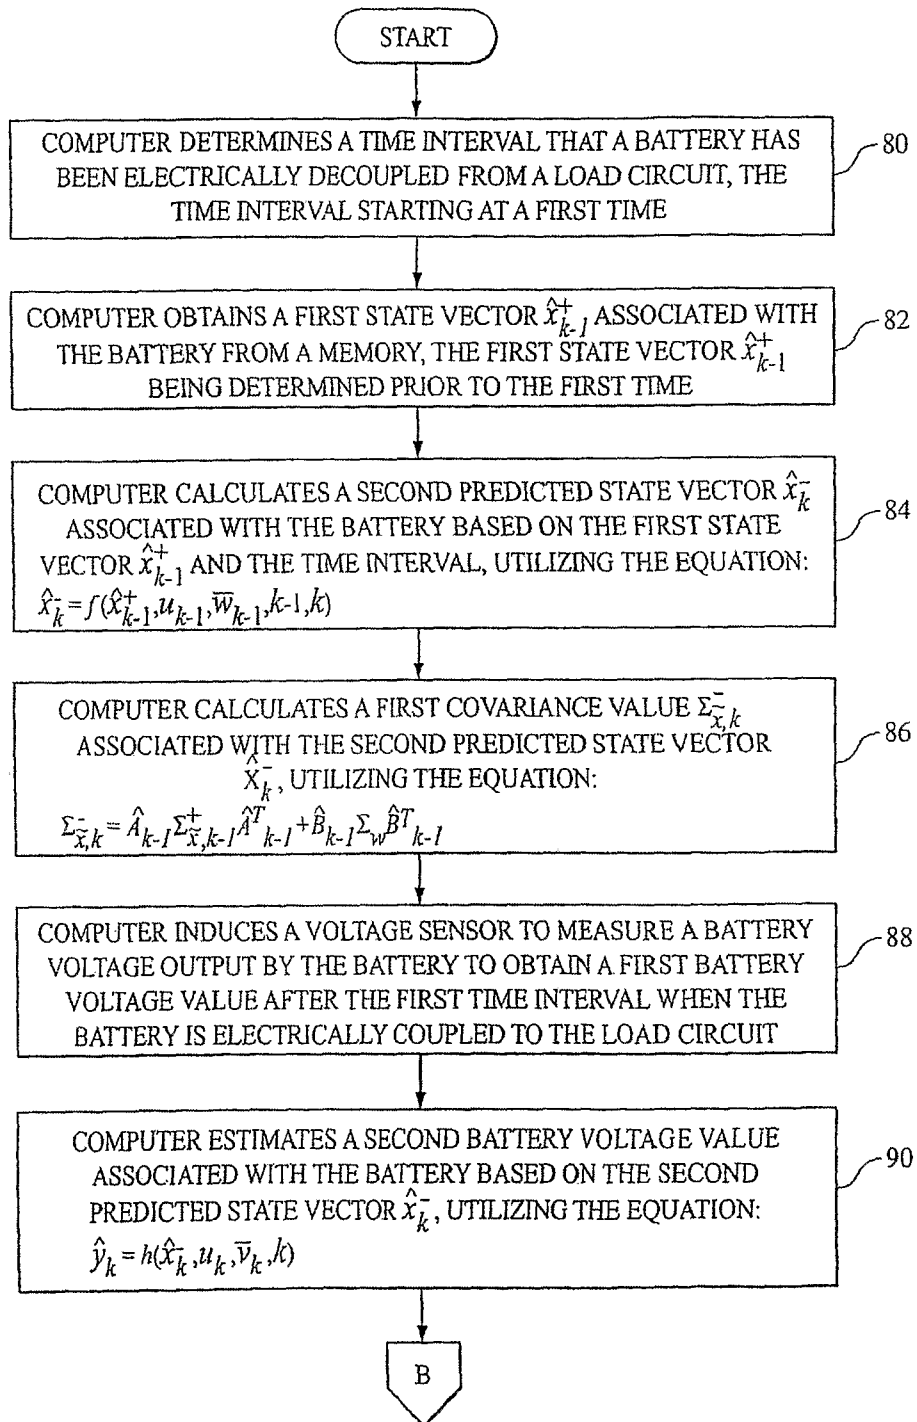 START
COMPUTER DETERMINES A TIME INTERVAL THAT A BATTERY HAS
BEEN ELECTRICALLY DECOUPLED FROM A LOAD CIRCUIT, THE
TIME INTERVAL STARTING AT A FIRST TIME
80
COMPUTER OBTAINS A FIRST STATE VECTOR x̂⁺ₖ₋₁ ASSOCIATED WITH
THE BATTERY FROM A MEMORY, THE FIRST STATE VECTOR x̂⁺ₖ₋₁
BEING DETERMINED PRIOR TO THE FIRST TIME
82
COMPUTER CALCULATES A SECOND PREDICTED STATE VECTOR x̂⁻ₖ
ASSOCIATED WITH THE BATTERY BASED ON THE FIRST STATE
VECTOR x̂⁺ₖ₋₁ AND THE TIME INTERVAL, UTILIZING THE EQUATION:
x̂⁻ₖ = f(x̂⁺ₖ₋₁, uₖ₋₁, w̅ₖ₋₁, k-1, k)
84
COMPUTER CALCULATES A FIRST COVARIANCE VALUE Σ⁻x̃,k
ASSOCIATED WITH THE SECOND PREDICTED STATE VECTOR
X̂⁻ₖ, UTILIZING THE EQUATION:
Σ⁻x̃,k = Âₖ₋₁ Σ⁺x̃,k-1 Âᵀₖ₋₁ + B̂ₖ₋₁ Σw B̂ᵀₖ₋₁
86
COMPUTER INDUCES A VOLTAGE SENSOR TO MEASURE A BATTERY
VOLTAGE OUTPUT BY THE BATTERY TO OBTAIN A FIRST BATTERY
VOLTAGE VALUE AFTER THE FIRST TIME INTERVAL WHEN THE
BATTERY IS ELECTRICALLY COUPLED TO THE LOAD CIRCUIT
88
COMPUTER ESTIMATES A SECOND BATTERY VOLTAGE VALUE
ASSOCIATED WITH THE BATTERY BASED ON THE SECOND
PREDICTED STATE VECTOR x̂⁻ₖ, UTILIZING THE EQUATION:
ŷₖ = h(x̂⁻ₖ, uₖ, v̅ₖ, k)
90
B